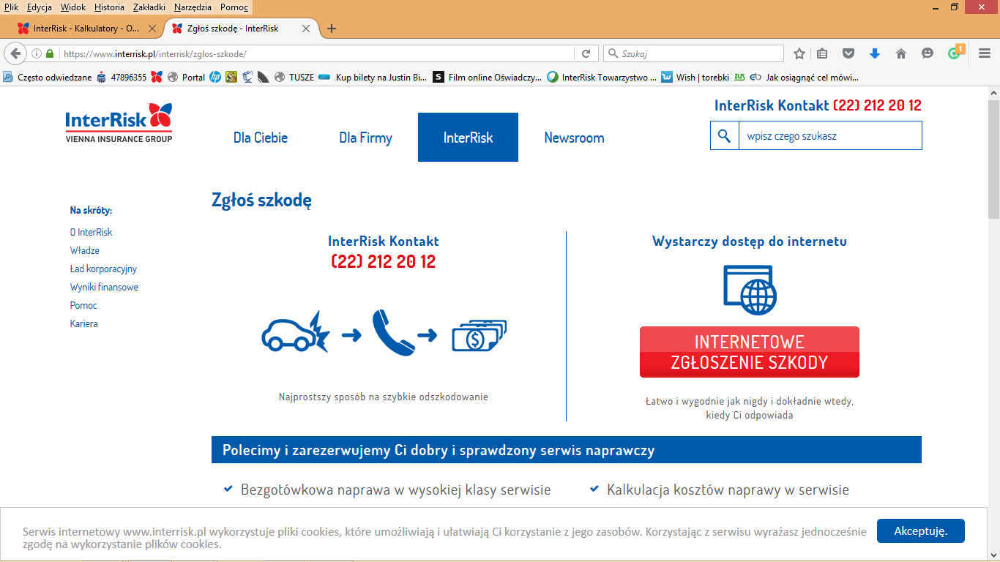 Plik Edycja Widok Historia Zakładki Narzędzia Pomoc
InterRisk - Kalkulatory - O...
Zgłoś szkodę - InterRisk
https://www.interrisk.pl/interrisk/zglos-szkode/
Szukaj
1
Często odwiedzane 47896355 Portal TUSZE Kup bilety na Justin Bi... Film online Oświadczy... InterRisk Towarzystwo ... Wish | torebki ZUS Jak osiągnąć cel mówi...
InterRisk
VIENNA INSURANCE GROUP
Dla Ciebie
Dla Firmy
InterRisk
Newsroom
InterRisk Kontakt (22) 212 20 12
wpisz czego szukasz
Na skróty:
O InterRisk
Władze
Ład korporacyjny
Wyniki finansowe
Pomoc
Kariera
Zgłoś szkodę
InterRisk Kontakt
(22) 212 20 12
Najprostszy sposób na szybkie odszkodowanie
Wystarczy dostęp do internetu
INTERNETOWE
ZGŁOSZENIE SZKODY
Łatwo i wygodnie jak nigdy i dokładnie wtedy,
kiedy Ci odpowiada
Polecimy i zarezerwujemy Ci dobry i sprawdzony serwis naprawczy
Bezgotówkowa naprawa w wysokiej klasy serwisie
Kalkulacja kosztów naprawy w serwisie
Serwis internetowy www.interrisk.pl wykorzystuje pliki cookies, które umożliwiają i ułatwiają Ci korzystanie z jego zasobów. Korzystając z serwisu wyrażasz jednocześnie
zgodę na wykorzystanie plików cookies.
Akceptuję.